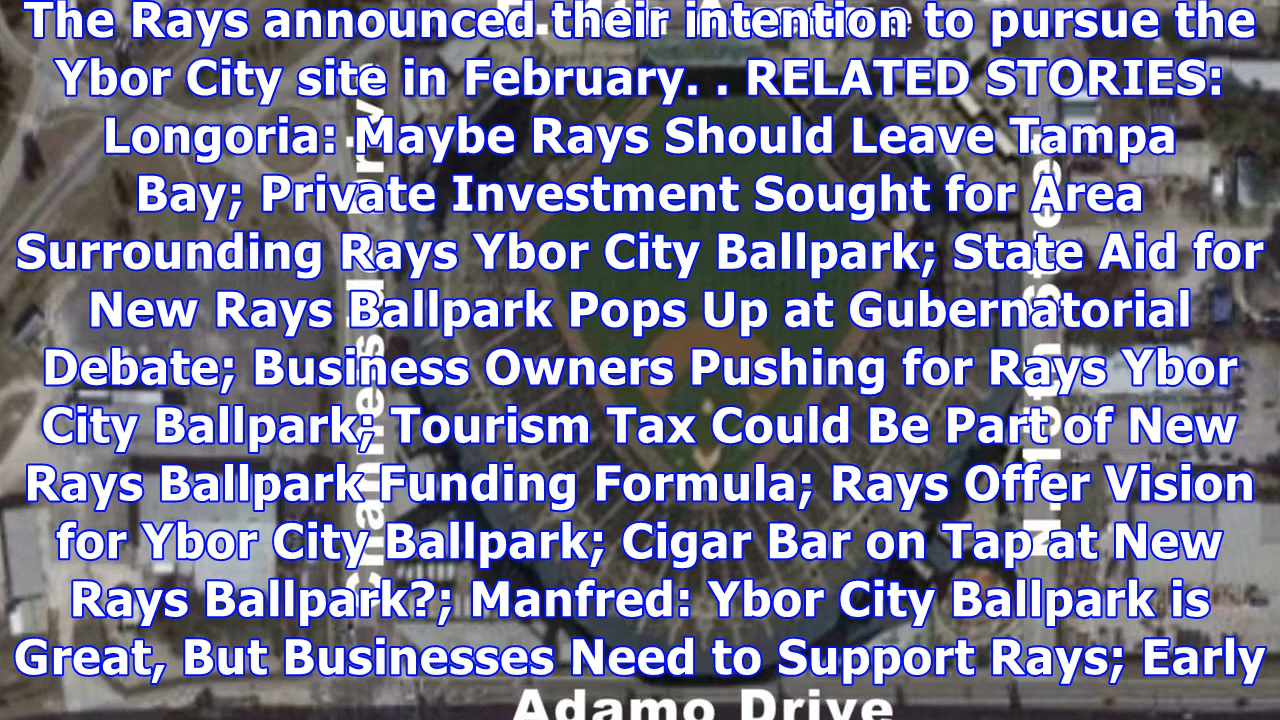 The Rays announced their intention to pursue the
Ybor City site in February. . RELATED STORIES:
Longoria: Maybe Rays Should Leave Tampa
Bay; Private Investment Sought for Area
Surrounding Rays Ybor City Ballpark; State Aid for
New Rays Ballpark Pops Up at Gubernatorial
Debate; Business Owners Pushing for Rays Ybor
City Ballpark; Tourism Tax Could Be Part of New
Rays Ballpark Funding Formula; Rays Offer Vision
for Ybor City Ballpark; Cigar Bar on Tap at New
Rays Ballpark?; Manfred: Ybor City Ballpark is
Great, But Businesses Need to Support Rays; Early
Adamo Drive